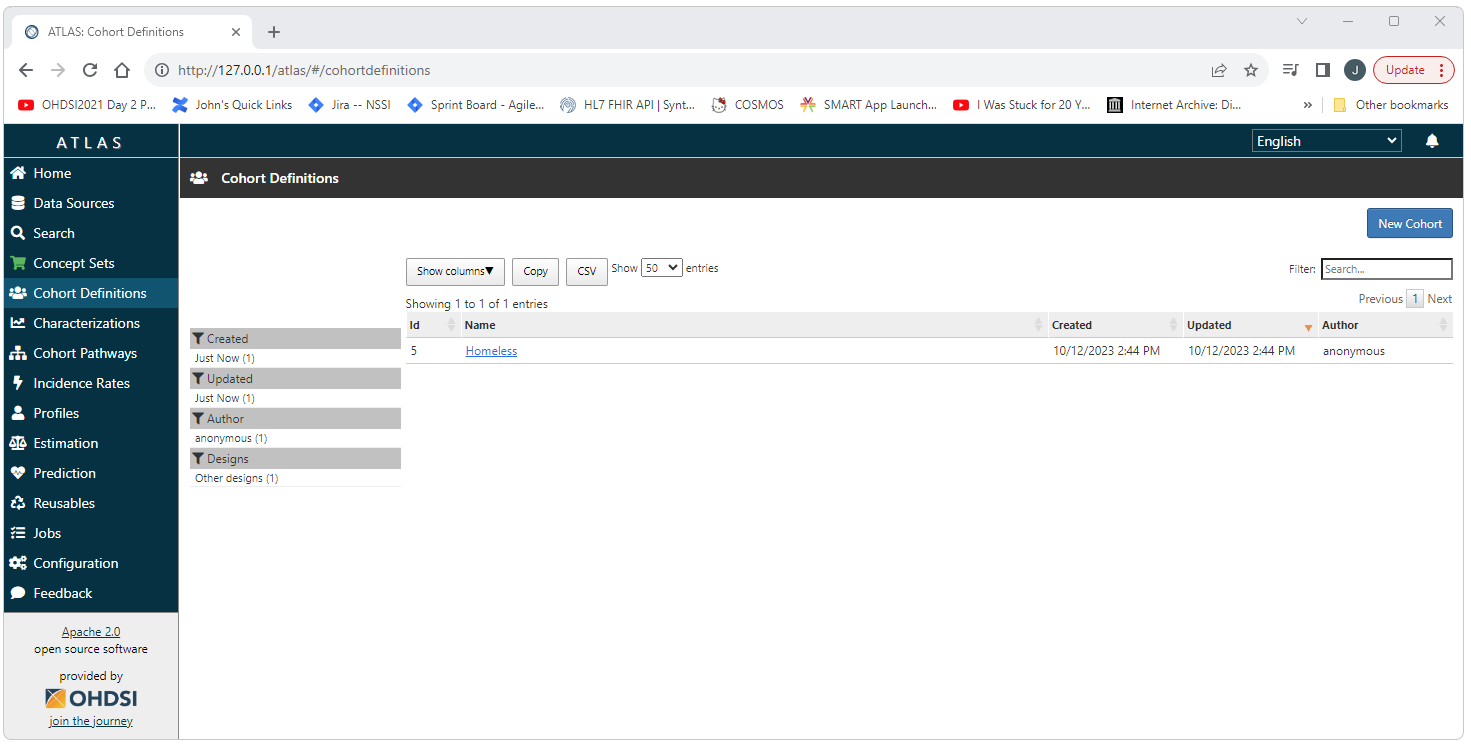 ATLAS: Cohort Definitions
http://127.0.0.1/atlas/#/cohortdefinitions
J
Update
OHDSI2021 Day 2 P...
John's Quick Links
Jira -- NSSI
Sprint Board - Agile...
HL7 FHIR API | Synt...
COSMOS
SMART App Launch...
I Was Stuck for 20 Y...
Internet Archive: Di...
»
Other bookmarks
ATLAS
English
Home
Data Sources
Search
Concept Sets
Cohort Definitions
Characterizations
Cohort Pathways
Incidence Rates
Profiles
Estimation
Prediction
Reusables
Jobs
Configuration
Feedback
Apache 2.0
open source software
provided by
OHDSI
join the journey
Cohort Definitions
New Cohort
Show columns▼ Copy CSV Show 50 entries
Filter: Search...
Showing 1 to 1 of 1 entries
Previous 1 Next
Created
Just Now (1)
Updated
Just Now (1)
Author
anonymous (1)
Designs
Other designs (1)
Id Name Created Updated Author
5 Homeless 10/12/2023 2:44 PM 10/12/2023 2:44 PM anonymous